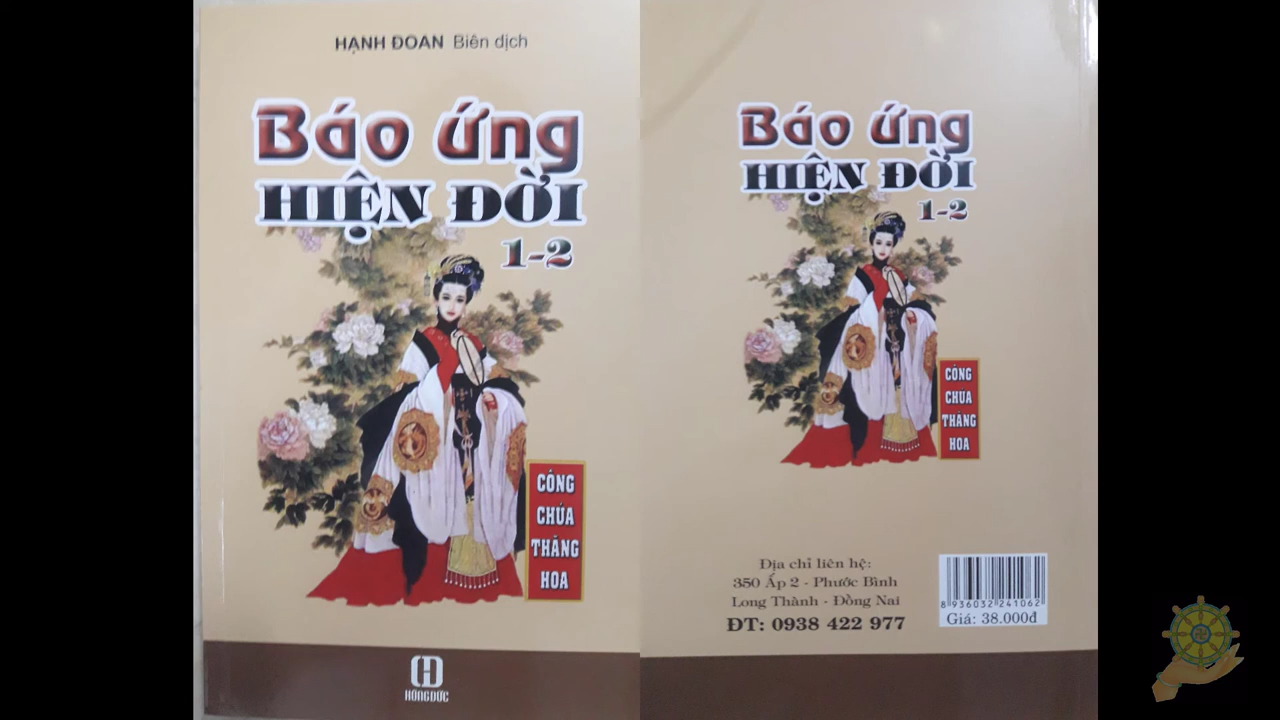 HẠNH ĐOAN Biên dịch
Báo ứng
HIỆN ĐỜI
1-2
CÔNG
CHÚA
THĂNG
HOA
HỒNG ĐỨC
Báo ứng
HIỆN ĐỜI
1-2
CÔNG
CHÚA
THĂNG
HOA
Địa chỉ liên hệ:
350 Ấp 2 - Phước Bình
Long Thành - Đồng Nai
ĐT: 0938 422 977
8 936032 241062
Giá: 38.000đ